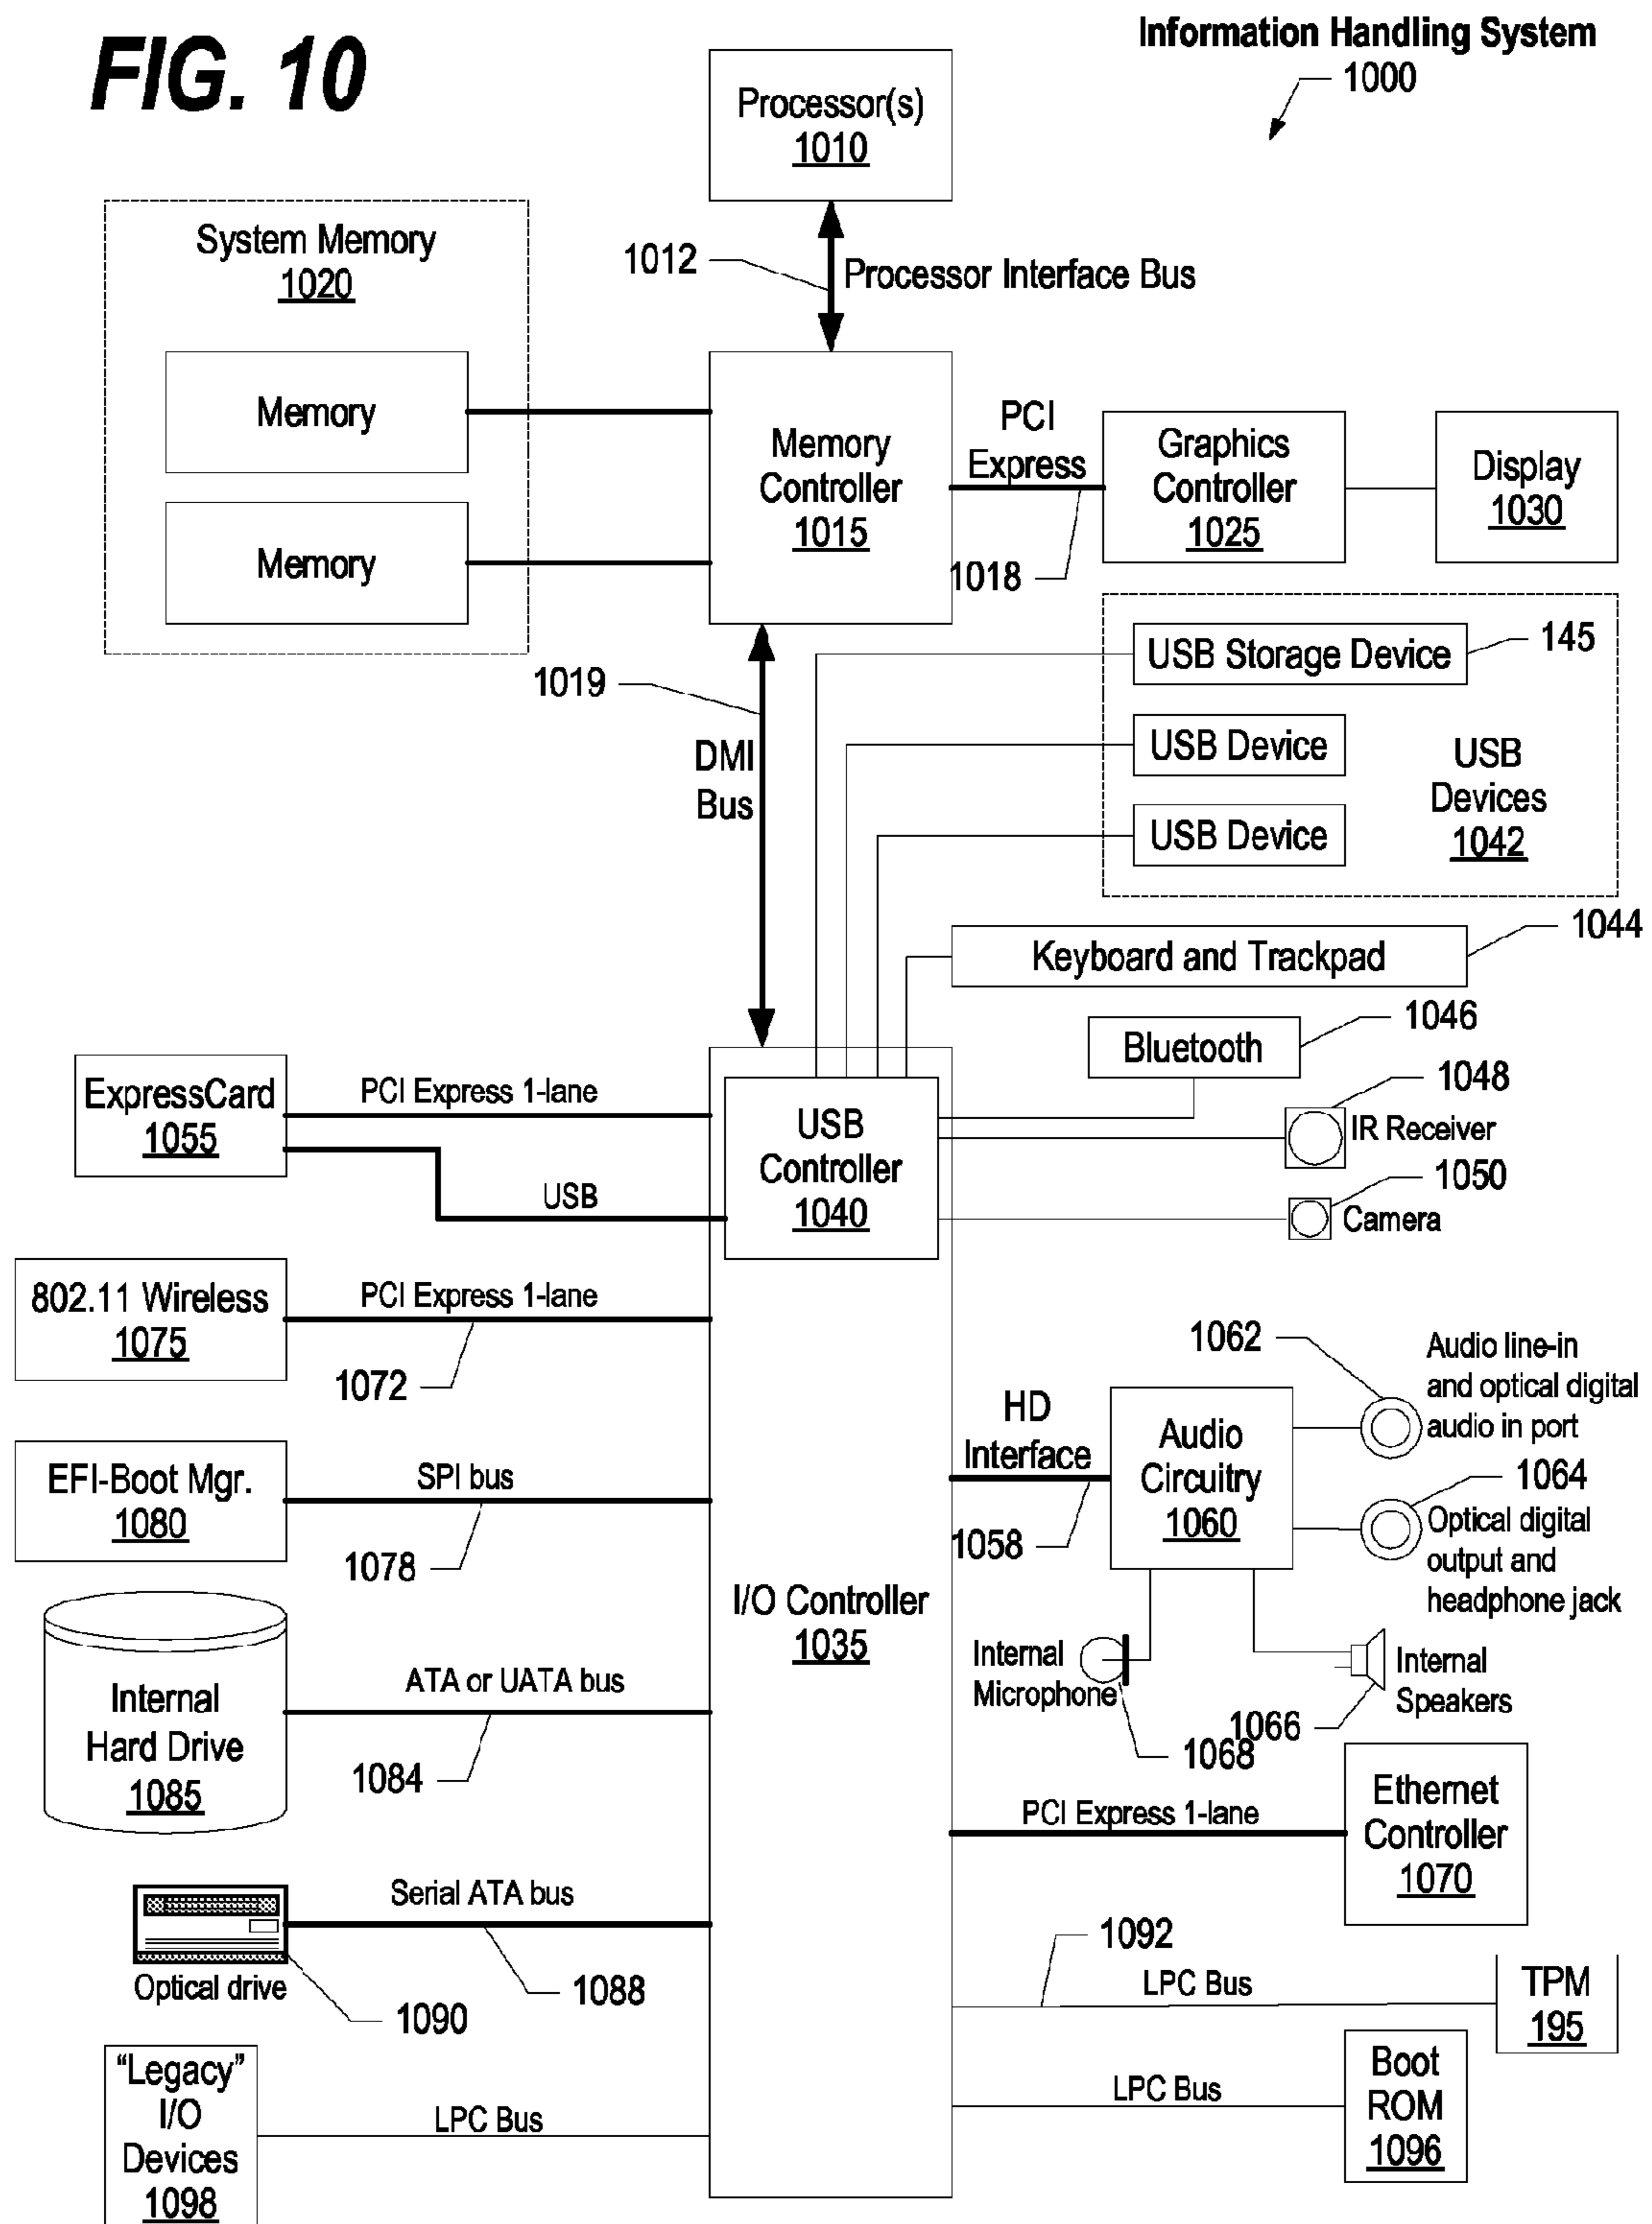 FIG. 10
Information Handling System
1000
Processor(s)
1010
1012
Processor Interface Bus
System Memory
1020
Memory
Memory
Memory
Controller
1015
PCI
Express
1018
Graphics
Controller
1025
Display
1030
1019
DMI
Bus
USB Storage Device
145
USB Device
USB Device
USB
Devices
1042
Keyboard and Trackpad
1044
Bluetooth
1046
1048
IR Receiver
1050
Camera
ExpressCard
1055
PCI Express 1-lane
USB
USB
Controller
1040
802.11 Wireless
1075
PCI Express 1-lane
1072
EFI-Boot Mgr.
1080
SPI bus
1078
I/O Controller
1035
HD
Interface
1058
Audio
Circuitry
1060
1062
Audio line-in
and optical digital
audio in port
1064
Optical digital
output and
headphone jack
Internal
Microphone
1068
Internal
Speakers
1066
Internal
Hard Drive
1085
ATA or UATA bus
1084
PCI Express 1-lane
Ethernet
Controller
1070
Serial ATA bus
1088
Optical drive
1090
1092
LPC Bus
TPM
195
LPC Bus
Boot
ROM
1096
"Legacy"
I/O
Devices
1098
LPC Bus